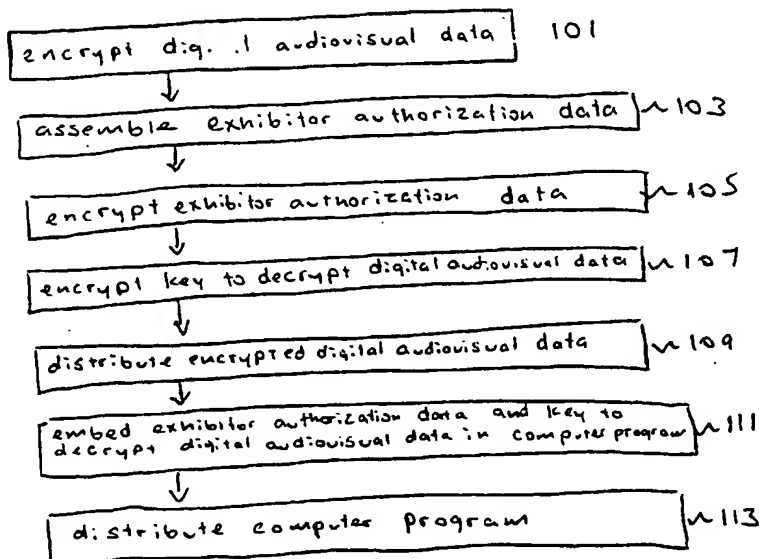 encrypt dig. .l audiovisual data 101
assemble exhibitor authorization data 103
encrypt exhibitor authorization data 105
encrypt key to decrypt digital audiovisual data 107
distribute encrypted digital audiovisual data 109
embed exhibitor authorization data and key to
decrypt digital audiovisual data in computer program 111
distribute computer program 113